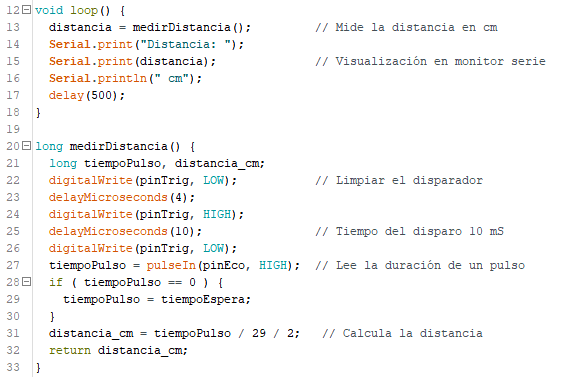 12 void loop() {
13   distancia = medirDistancia();         // Mide la distancia en cm
14   Serial.print("Distancia: ");
15   Serial.print(distancia);              // Visualización en monitor serie
16   Serial.println(" cm");
17   delay(500);
18 }
19
20 long medirDistancia() {
21   long tiempoPulso, distancia_cm;
22   digitalWrite(pinTrig, LOW);           // Limpiar el disparador
23   delayMicroseconds(4);
24   digitalWrite(pinTrig, HIGH);
25   delayMicroseconds(10);                // Tiempo del disparo 10 mS
26   digitalWrite(pinTrig, LOW);
27   tiempoPulso = pulseIn(pinEco, HIGH);  // Lee la duración de un pulso
28   if ( tiempoPulso == 0 ) {
29     tiempoPulso = tiempoEspera;
30   }
31   distancia_cm = tiempoPulso / 29 / 2;   // Calcula la distancia
32   return distancia_cm;
33 }